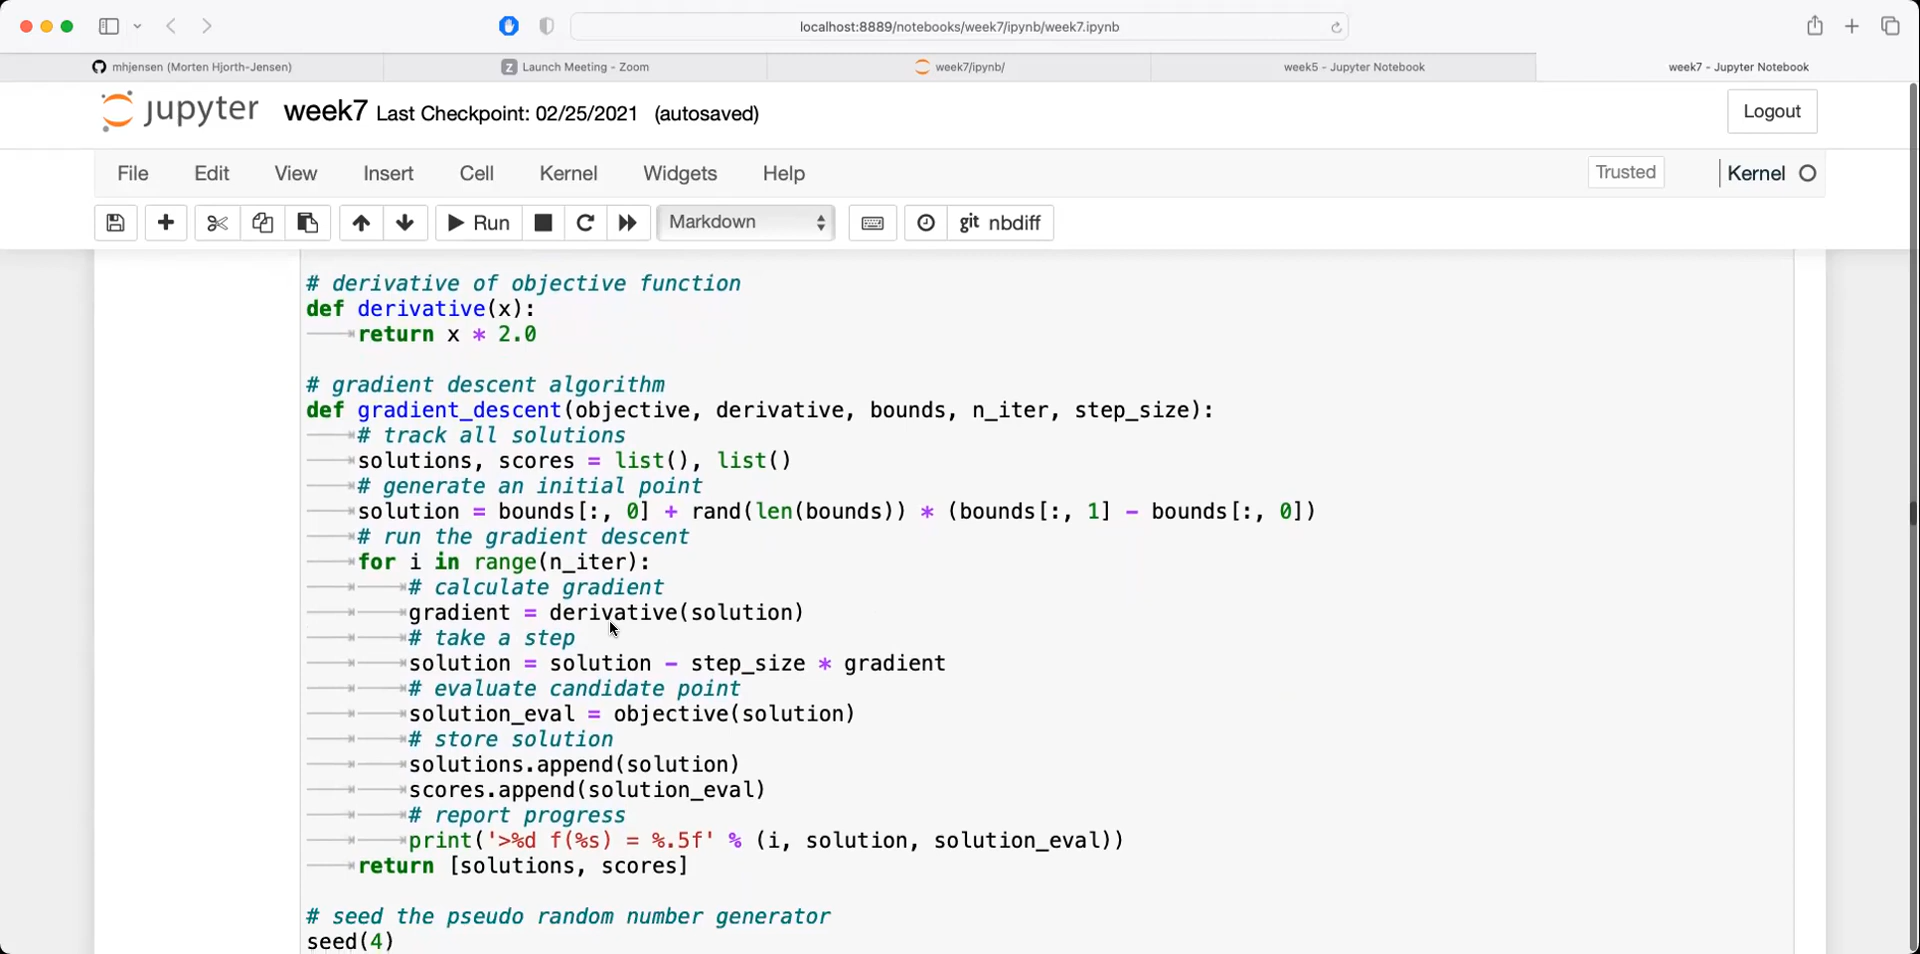 localhost:8889/notebooks/week7/ipynb/week7.ipynb
mhjensen (Morten Hjorth-Jensen)
Z Launch Meeting - Zoom
week7/ipynb/
week5 - Jupyter Notebook
week7 - Jupyter Notebook
jupyter week7 Last Checkpoint: 02/25/2021 (autosaved)
Logout
File Edit View Insert Cell Kernel Widgets Help
Trusted
Kernel
Run
Markdown
git nbdiff
# derivative of objective function
def derivative(x):
return x * 2.0
# gradient descent algorithm
def gradient_descent(objective, derivative, bounds, n_iter, step_size):
# track all solutions
solutions, scores = list(), list()
# generate an initial point
solution = bounds[:, 0] + rand(len(bounds)) * (bounds[:, 1] - bounds[:, 0])
# run the gradient descent
for i in range(n_iter):
# calculate gradient
gradient = derivative(solution)
# take a step
solution = solution - step_size * gradient
# evaluate candidate point
solution_eval = objective(solution)
# store solution
solutions.append(solution)
scores.append(solution_eval)
# report progress
print('>%d f(%s) = %.5f' % (i, solution, solution_eval))
return [solutions, scores]
# seed the pseudo random number generator
seed(4)